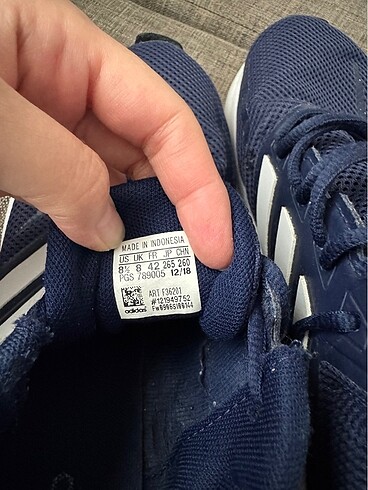 MADE IN INDONESIA
US UK FR JP CHN
8½ 8 42 265 260
PGS 789005 12/18
ART F36201
#121949752
adidas